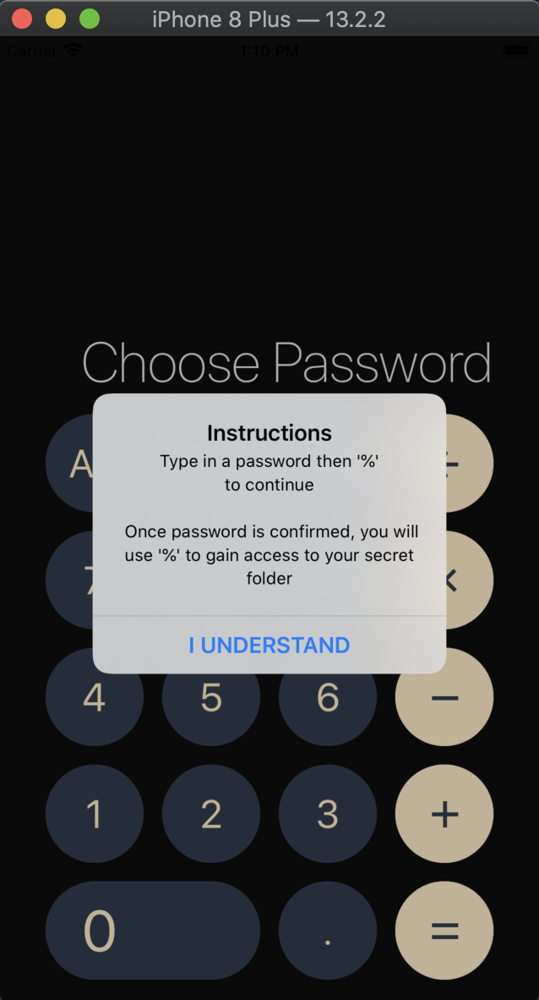 iPhone 8 Plus — 13.2.2
Carrier 1:10 PM
Choose Password
Instructions
Type in a password then '%'
to continue
Once password is confirmed, you will
use '%' to gain access to your secret
folder
I UNDERSTAND
4 5 6 −
1 2 3 +
0 . =